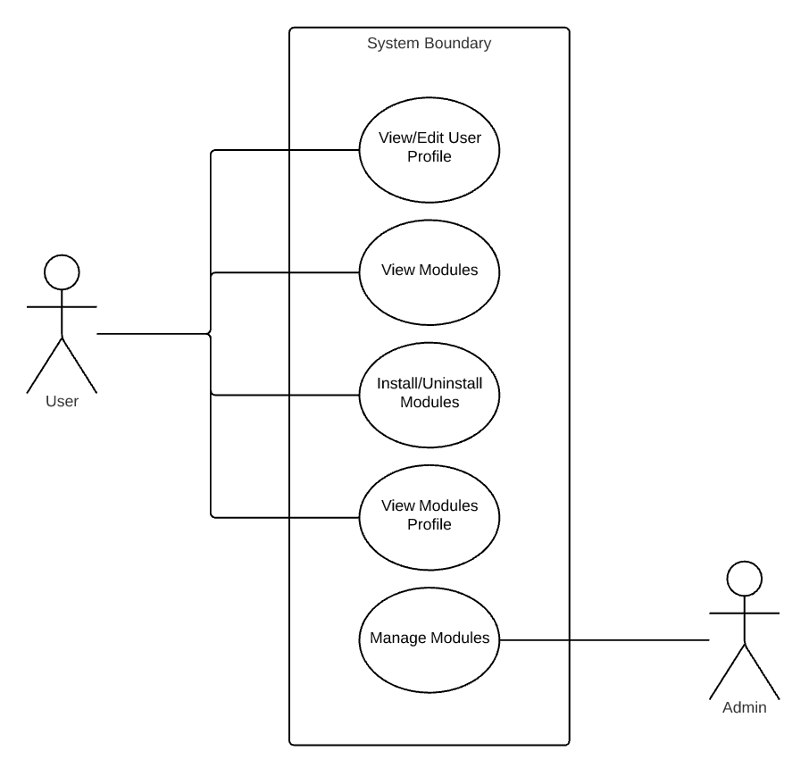 System Boundary
View/Edit User
Profile
View Modules
Install/Uninstall
Modules
User
View Modules
Profile
Manage Modules
Admin